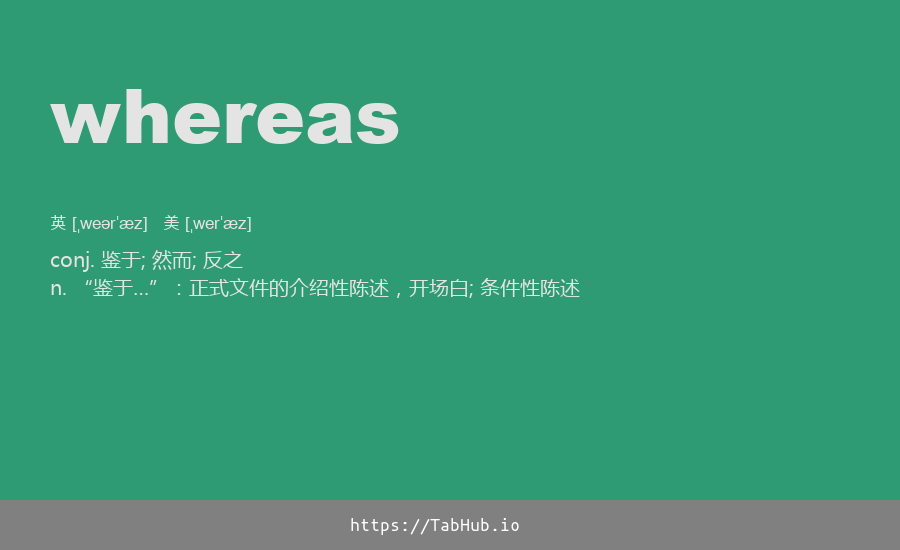 whereas
英 [ˌweərˈæz] 美 [ˌwerˈæz]
conj. 鉴于; 然而; 反之
n. “鉴于…”：正式文件的介绍性陈述，开场白; 条件性陈述
https://TabHub.io